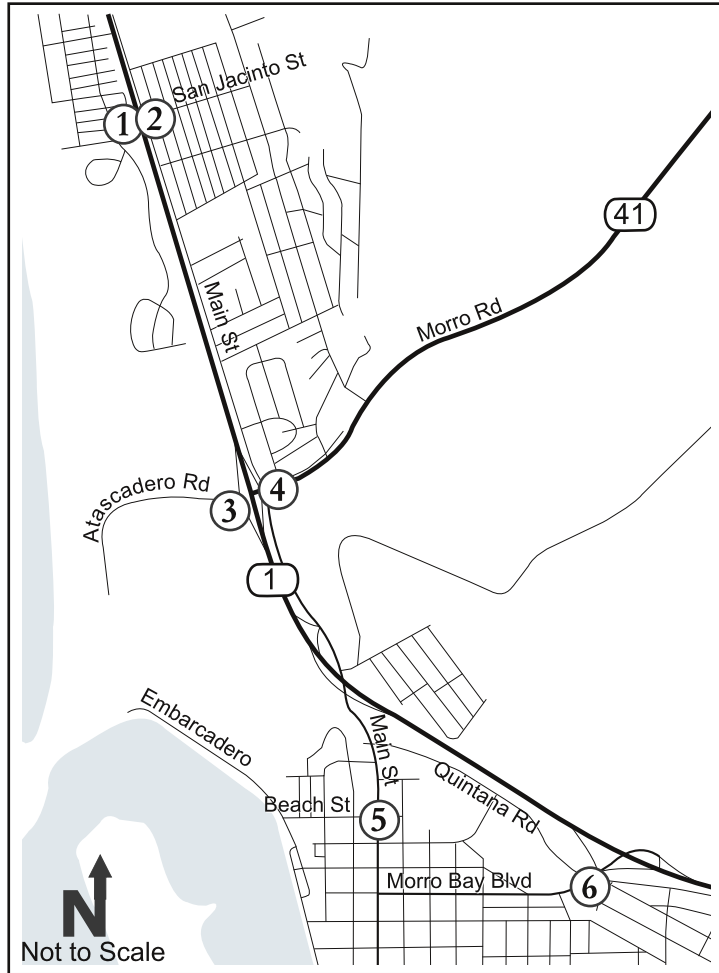 San Jacinto St
1
2
41
Main St
Morro Rd
Atascadero Rd
4
3
1
Embarcadero
Main St
Quintana Rd
Beach St
5
Morro Bay Blvd
6
N
Not to Scale